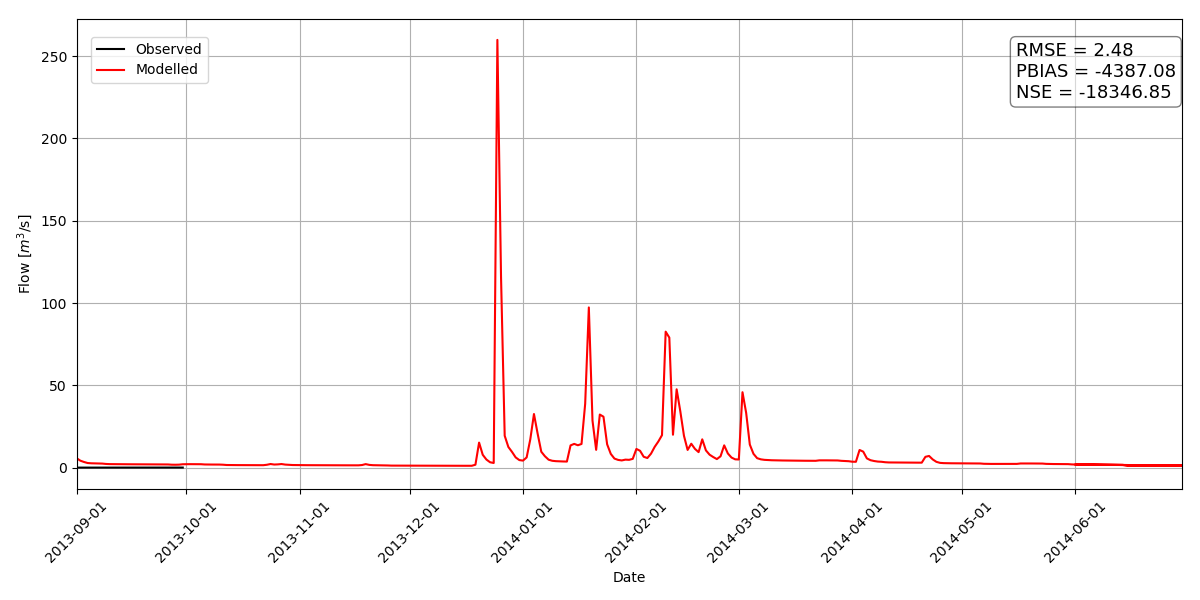 Observed
Modelled
RMSE = 2.48
PBIAS = -4387.08
NSE = -18346.85
250
200
150
100
50
0
Flow [m³/s]
2013-09-01
2013-10-01
2013-11-01
2013-12-01
2014-01-01
2014-02-01
2014-03-01
2014-04-01
2014-05-01
2014-06-01
Date